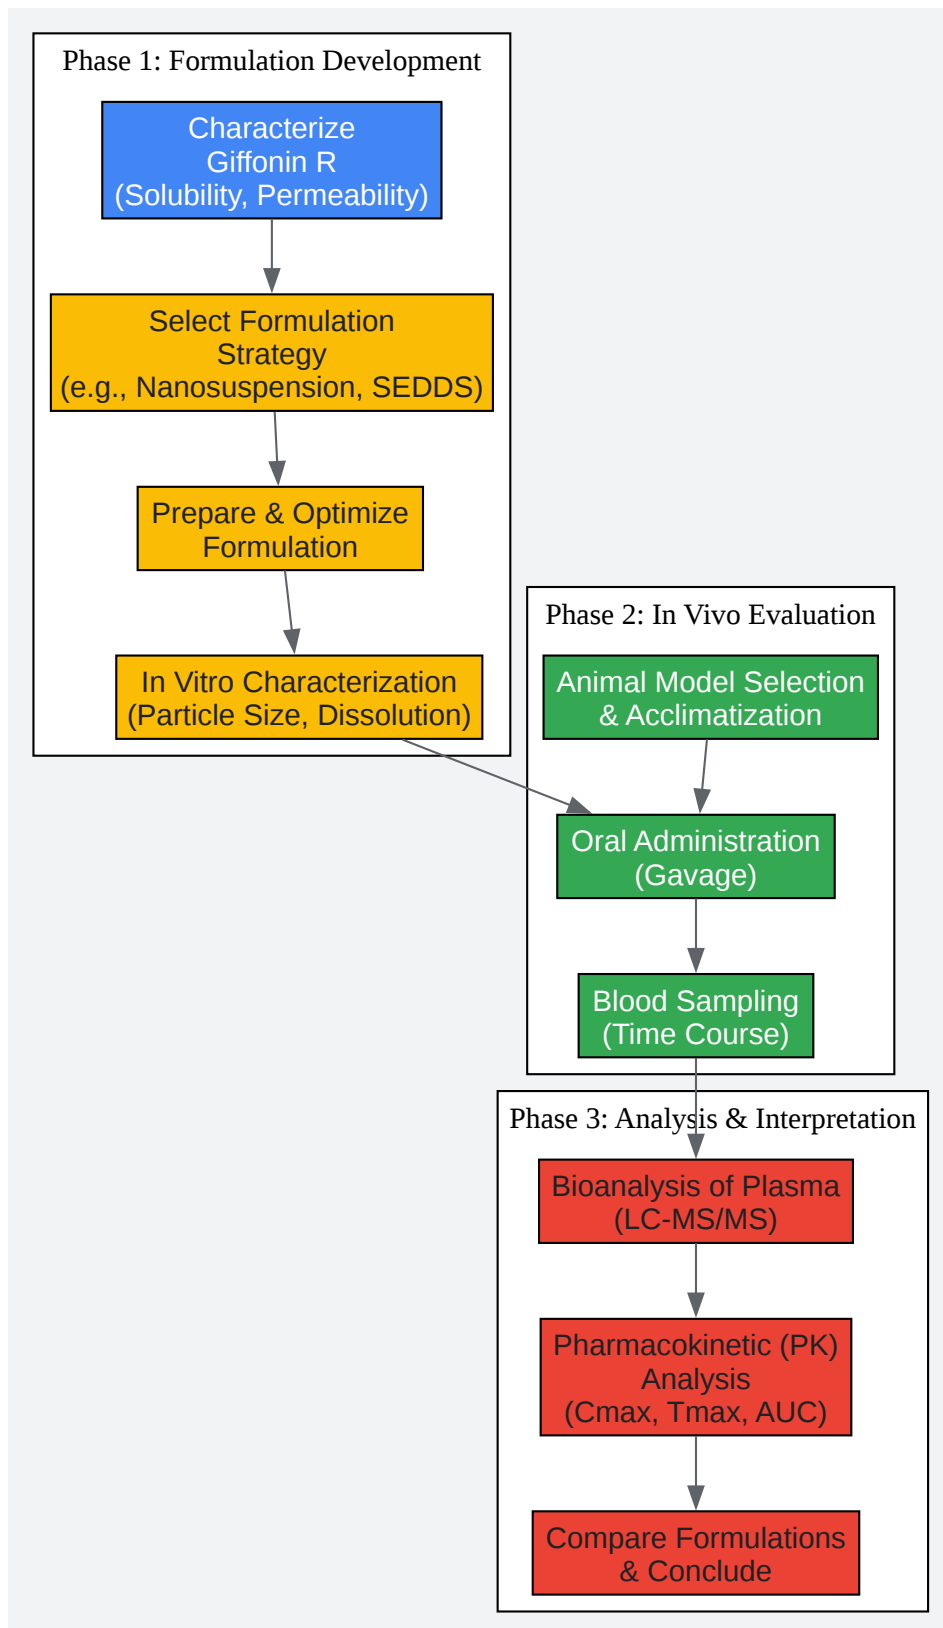 Phase 1: Formulation Development
Characterize
Giffonin R
(Solubility, Permeability)
Select Formulation
Strategy
(e.g., Nanosuspension, SEDDS)
Prepare & Optimize
Formulation
In Vitro Characterization
(Particle Size, Dissolution)
Phase 2: In Vivo Evaluation
Animal Model Selection
& Acclimatization
Oral Administration
(Gavage)
Blood Sampling
(Time Course)
Phase 3: Analysis & Interpretation
Bioanalysis of Plasma
(LC-MS/MS)
Pharmacokinetic (PK)
Analysis
(Cmax, Tmax, AUC)
Compare Formulations
& Conclude